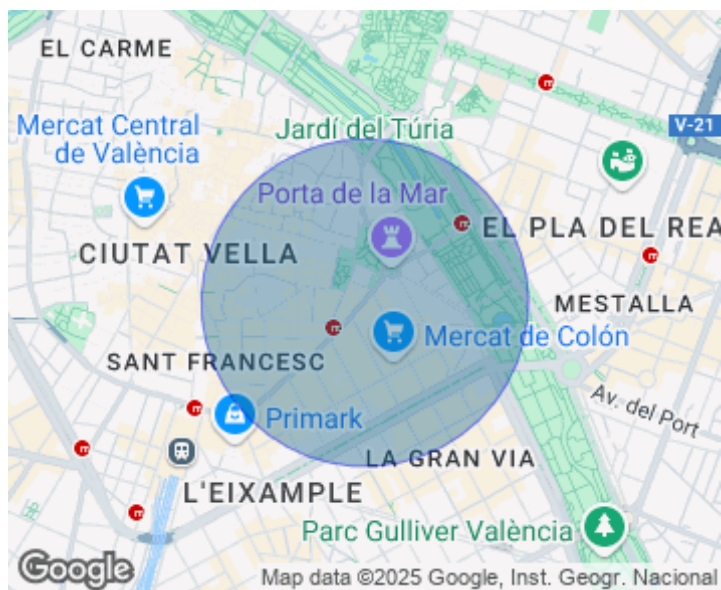 EL CARME
Mercat Central
de València
Jardí del Túria
V-21
Porta de la Mar
EL PLA DEL REA
CIUTAT VELLA
MESTALLA
Mercat de Colón
SANT FRANCESC
Av. del Port
Primark
LA GRAN VIA
L'EIXAMPLE
Parc Gulliver València
Google
Map data ©2025 Google, Inst. Geogr. Nacional